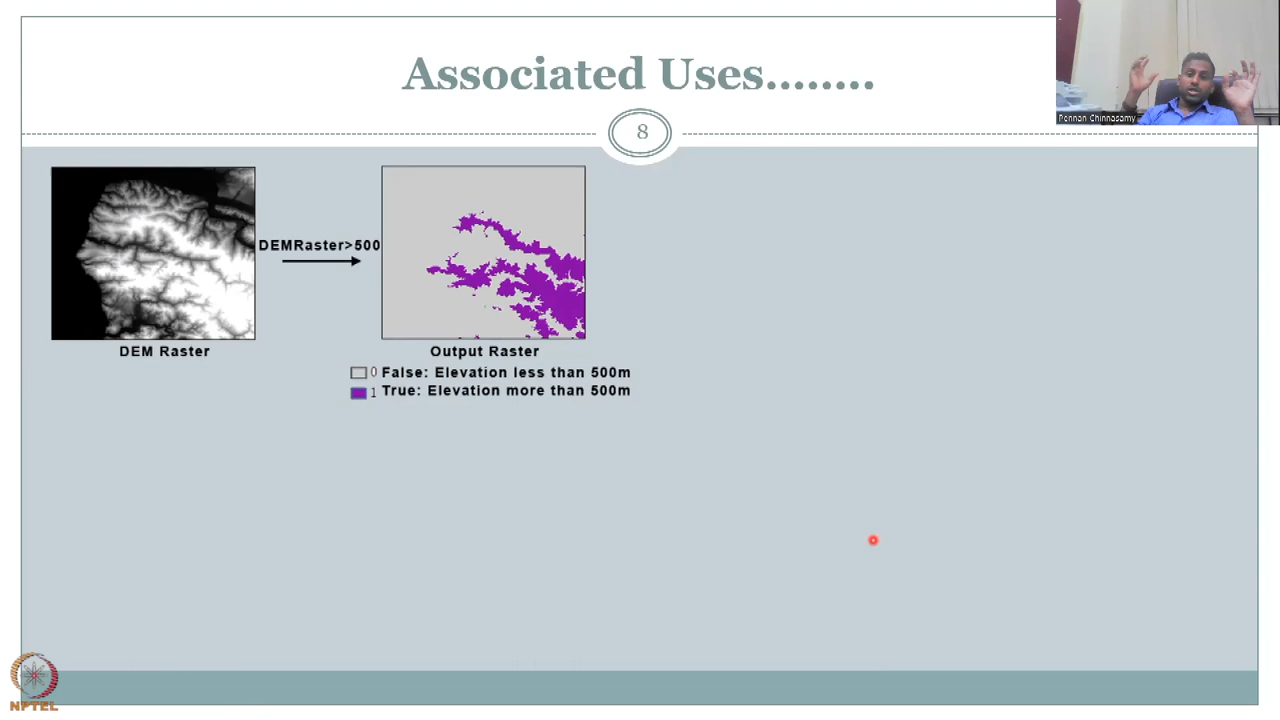 Associated Uses........
Pennan Chinnasamy
8
DEMRaster>500
DEM Raster
Output Raster
0 False: Elevation less than 500m
1 True: Elevation more than 500m
NPTEL